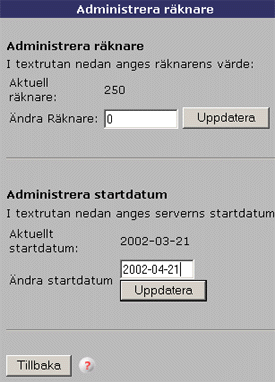 Administrera räknare
Administrera räknare
I textrutan nedan anges räknarens värde:
Aktuell
räknare: 250
Ändra Räknare: 0 Uppdatera
Administrera startdatum
I textrutan nedan anges serverns startdatum
Aktuellt
startdatum: 2002-03-21
Ändra startdatum 2002-04-21
Uppdatera
Tillbaka ?